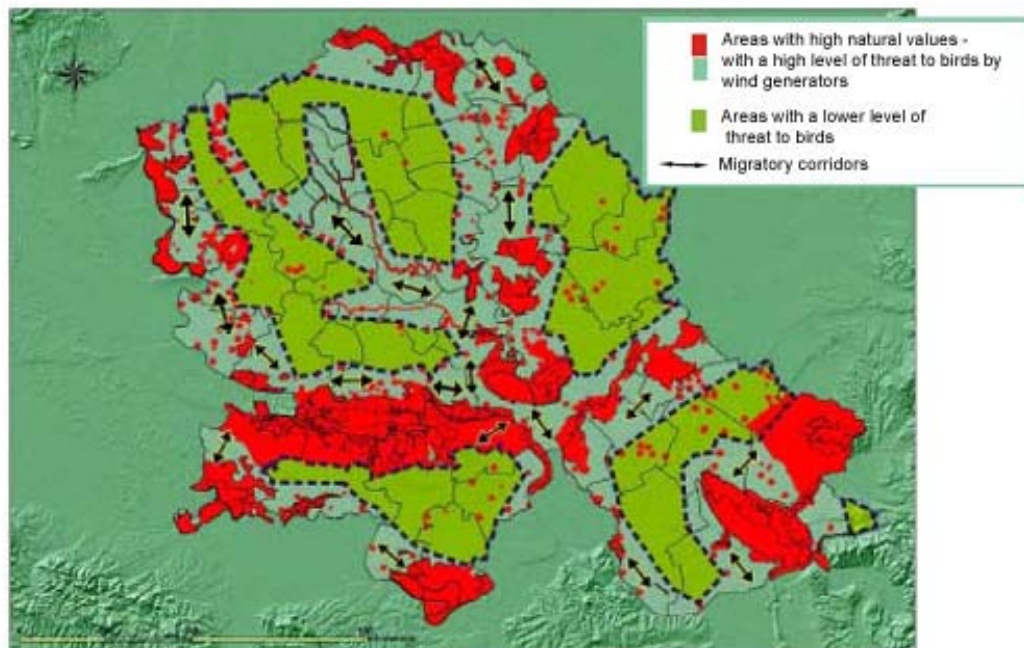 Areas with high natural values -
with a high level of threat to birds by
wind generators
Areas with a lower level of
threat to birds
Migratory corridors